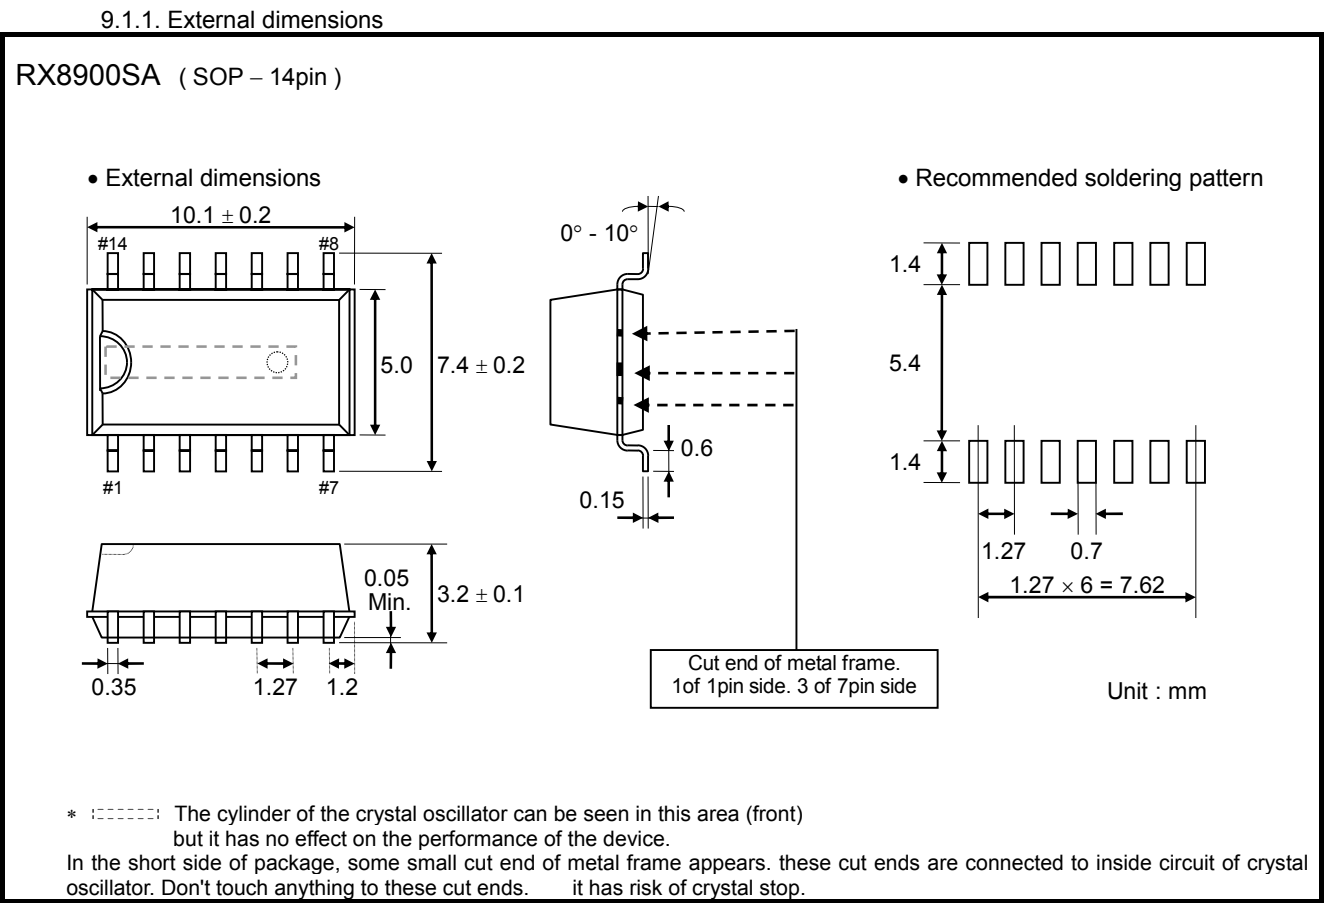 9.1.1. External dimensions
RX8900SA ( SOP – 14pin )
• External dimensions
• Recommended soldering pattern
10.1 ± 0.2
#14
#8
5.0
7.4 ± 0.2
#1
#7
0° - 10°
0.6
0.15
1.4
5.4
1.4
1.27
0.7
1.27 × 6 = 7.62
0.05
Min.
3.2 ± 0.1
0.35
1.27
1.2
Cut end of metal frame.
1of 1pin side. 3 of 7pin side
Unit : mm
* The cylinder of the crystal oscillator can be seen in this area (front)
but it has no effect on the performance of the device.
In the short side of package, some small cut end of metal frame appears. these cut ends are connected to inside circuit of crystal
oscillator. Don't touch anything to these cut ends. it has risk of crystal stop.